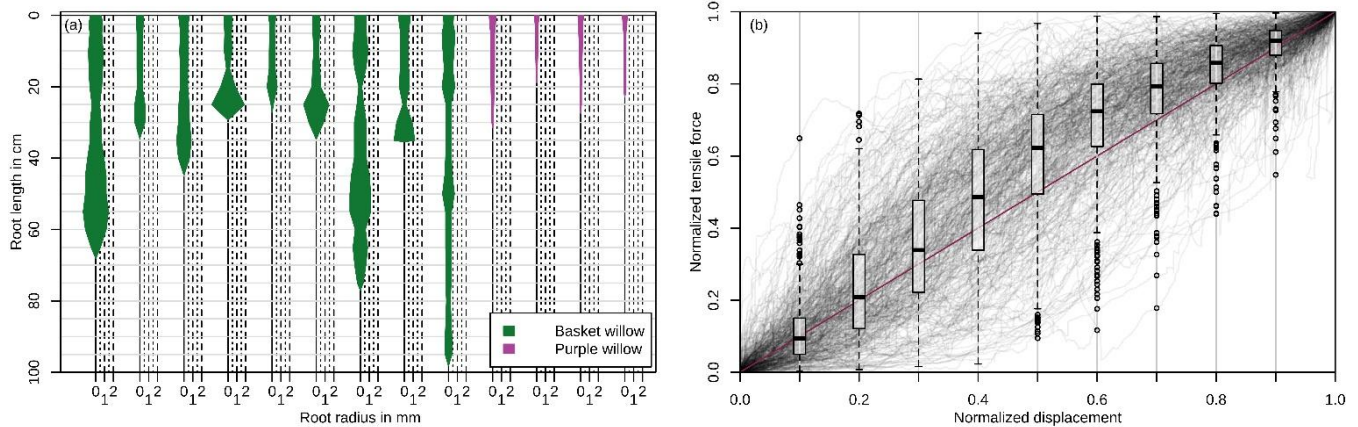 (a)
0
20
40
60
80
100
Root length in cm
Basket willow
Purple willow
0 1 2 0 1 2 0 1 2 0 1 2 0 1 2 0 1 2 0 1 2 0 1 2 0 1 2 0 1 2 0 1 2 0 1 2 0 1 2
Root radius in mm
(b)
1.0
0.8
0.6
0.4
0.2
0.0
Normalized tensile force
0.0 0.2 0.4 0.6 0.8 1.0
Normalized displacement